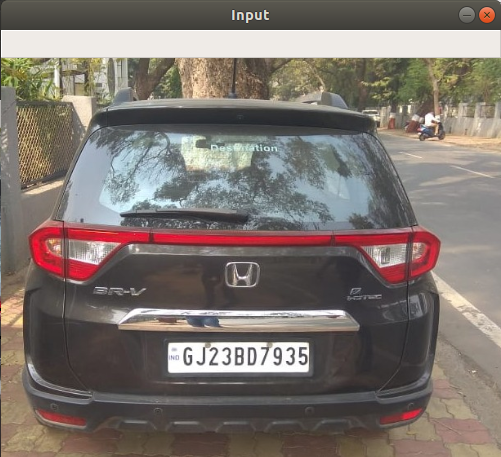 Input
Destination
BR-V
i-VTEC
IND GJ23BD7935